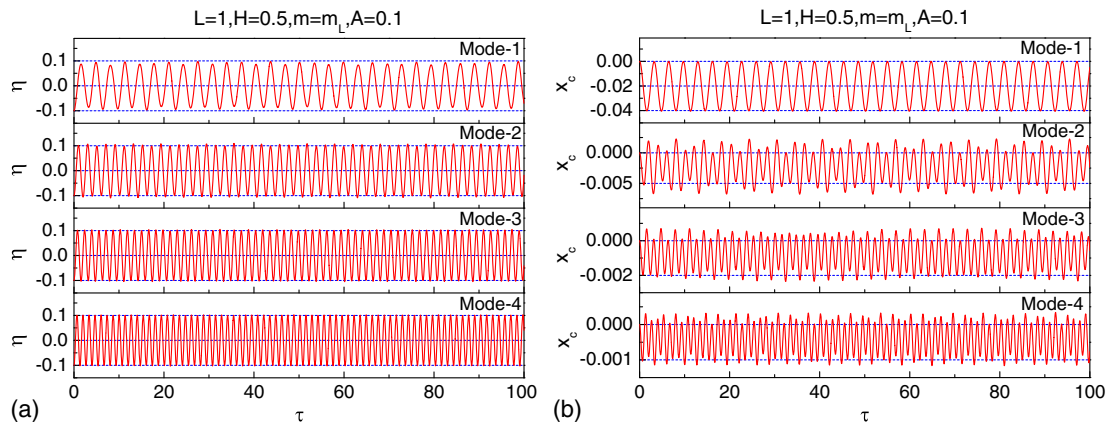 L=1,H=0.5,m=m_L,A=0.1
Mode-1
0.1
0.0
-0.1
η
Mode-2
0.1
0.0
-0.1
η
Mode-3
0.1
0.0
-0.1
η
Mode-4
0.1
0.0
-0.1
η
0 20 40 60 80 100
τ
(a)
L=1,H=0.5,m=m_L,A=0.1
Mode-1
0.00
-0.02
-0.04
x_c
Mode-2
0.000
-0.005
x_c
Mode-3
0.000
-0.002
x_c
Mode-4
0.000
-0.001
x_c
0 20 40 60 80 100
τ
(b)